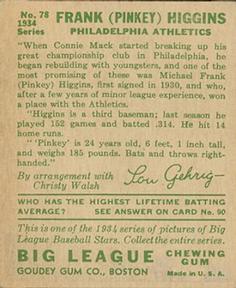 No. 78
1934
Series
FRANK (PINKEY) HIGGINS
PHILADELPHIA ATHLETICS
"When Connie Mack started breaking up his
great championship club in Philadelphia, he
began rebuilding with youngsters, and one of
the most promising of these was Michael Frank
(Pinkey) Higgins, first signed in 1930, and who,
after a few years of minor league experience, won
a place with the Athletics.
"Higgins is a third baseman; last season he
played 152 games and batted .314. He hit 14
home runs.
"'Pinkey' is 24 years old, 6 feet, 1 inch tall,
and weighs 185 pounds. Bats and throws right-
handed."
By arrangement with
Christy Walsh
Lou Gehrig
WHO HAS THE HIGHEST LIFETIME BATTING
AVERAGE? SEE ANSWER ON CARD No. 90
This is one of the 1934 series of pictures of Big
League Baseball Stars. Collect the entire series.
BIG LEAGUE CHEWING GUM
GOUDEY GUM CO., BOSTON Made in U. S. A.